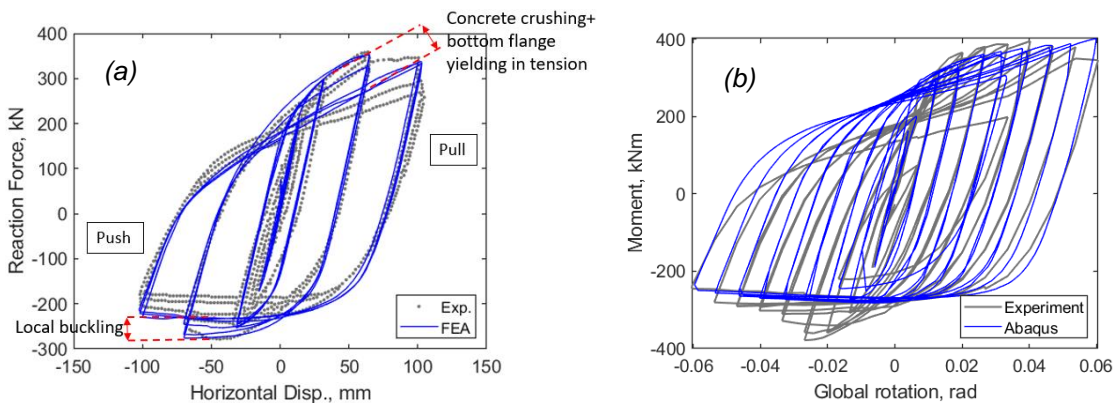 Concrete crushing+
bottom flange
yielding in tension
(a)
400
300
200
100
0
-100
-200
-300
Reaction Force, kN
Pull
Push
Local buckling
Exp.
FEA
-150
-100
-50
0
50
100
150
Horizontal Disp., mm
(b)
400
200
0
-200
-400
Moment, kNm
Experiment
Abaqus
-0.06
-0.04
-0.02
0
0.02
0.04
0.06
Global rotation, rad